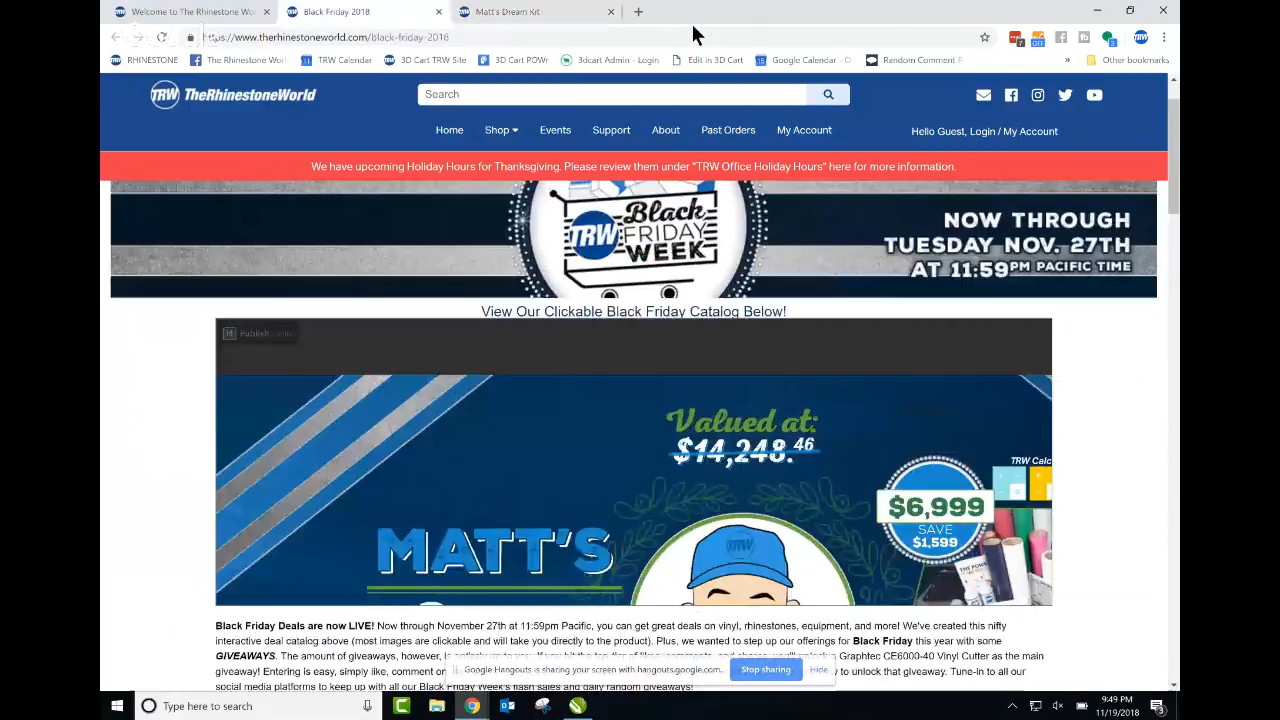 Welcome to The Rhinestone Wo
Black Friday 2018
Matt's Dream Kit
https://www.therhinestoneworld.com/black-friday-2018
RHINESTONE
The Rhinestone Worl
TRW Calendar
3D Cart TRW Site
3D Cart POWr
3dcart Admin - Login
Edit in 3D Cart
Google Calendar - O
Random Comment P
»
Other bookmarks
TRW TheRhinestoneWorld
Search
Home Shop Events Support About Past Orders My Account
Hello Guest, Login / My Account
We have upcoming Holiday Hours for Thanksgiving. Please review them under "TRW Office Holiday Hours" here for more information.
TRW Black
FRIDAY
WEEK
NOW THROUGH
TUESDAY NOV. 27TH
AT 11:59PM PACIFIC TIME
View Our Clickable Black Friday Catalog Below!
Publish
Valued at:
$14,248.46
TRW Calc
$6,999
SAVE
$1,599
MATT'S
TRW
THE POWE
Black Friday Deals are now LIVE! Now through November 27th at 11:59pm Pacific, you can get great deals on vinyl, rhinestones, equipment, and more! We've created this nifty
interactive deal catalog above (most images are clickable and will take you directly to the product). Plus, we wanted to step up our offerings for Black Friday this year with some
GIVEAWAYS. The amount of giveaways, however, is Graphtec CE6000-40 Vinyl Cutter as the main
giveaway! Entering is easy, simply like, comment on to unlock that giveaway. Tune-in to all our
social media platforms to keep up with all our Black Friday Week's flash sales and daily random giveaways!
Google Hangouts is sharing your screen with hangouts.google.com.
Stop sharing
Hide
Type here to search
9:49 PM
11/19/2018